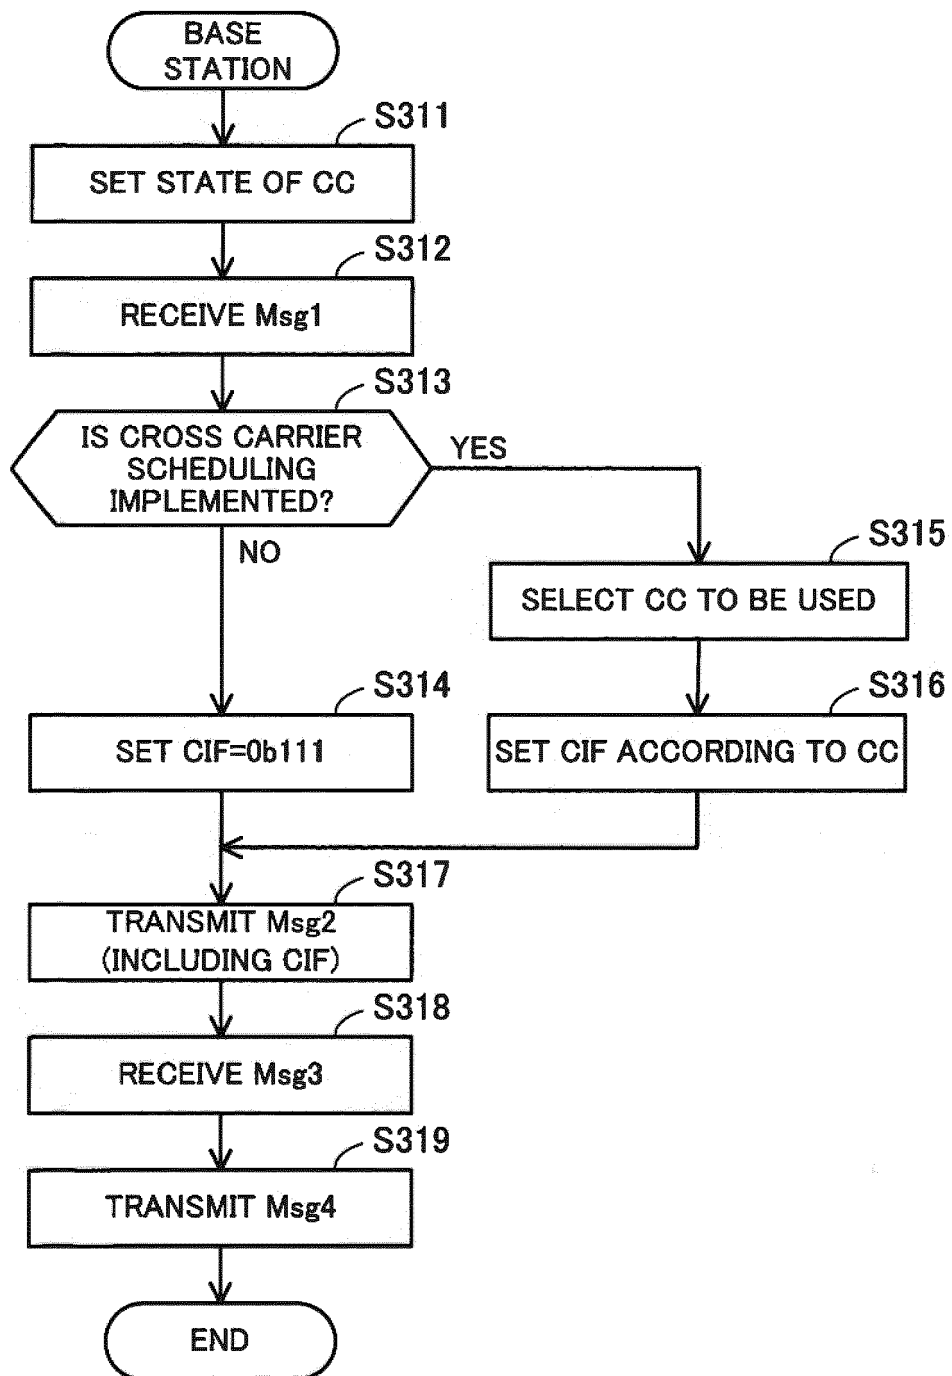 BASE
STATION
S311
SET STATE OF CC
S312
RECEIVE Msg1
S313
IS CROSS CARRIER
SCHEDULING
IMPLEMENTED?
YES
NO
S315
SELECT CC TO BE USED
S314
SET CIF=0b111
S316
SET CIF ACCORDING TO CC
S317
TRANSMIT Msg2
(INCLUDING CIF)
S318
RECEIVE Msg3
S319
TRANSMIT Msg4
END